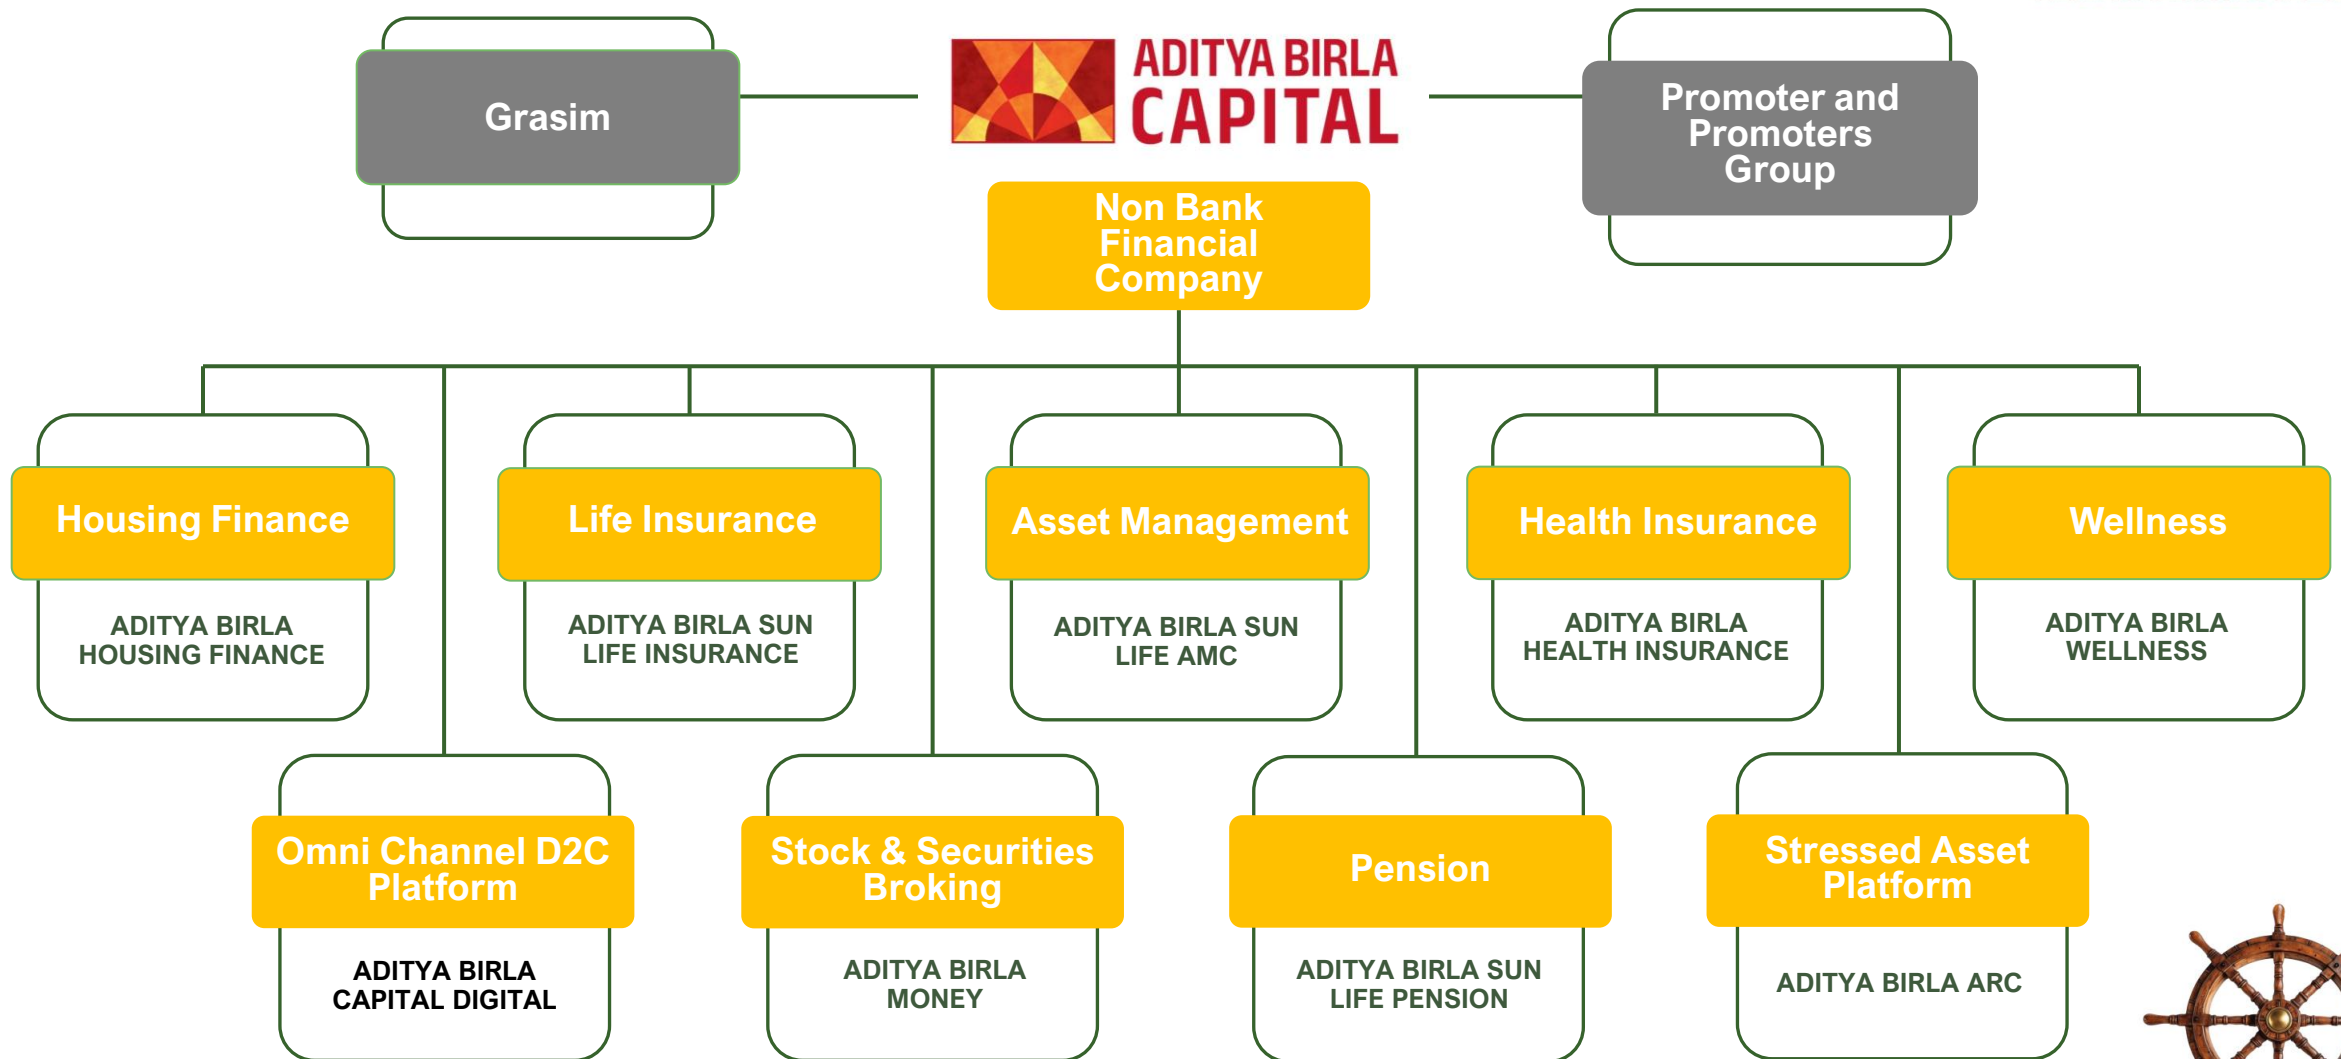 Grasim
ADITYA BIRLA
CAPITAL
Promoter and
Promoters
Group
Non Bank
Financial
Company
Housing Finance
ADITYA BIRLA
HOUSING FINANCE
Life Insurance
ADITYA BIRLA SUN
LIFE INSURANCE
Asset Management
ADITYA BIRLA SUN
LIFE AMC
Health Insurance
ADITYA BIRLA
HEALTH INSURANCE
Wellness
ADITYA BIRLA
WELLNESS
Omni Channel D2C
Platform
ADITYA BIRLA
CAPITAL DIGITAL
Stock & Securities
Broking
ADITYA BIRLA
MONEY
Pension
ADITYA BIRLA SUN
LIFE PENSION
Stressed Asset
Platform
ADITYA BIRLA ARC